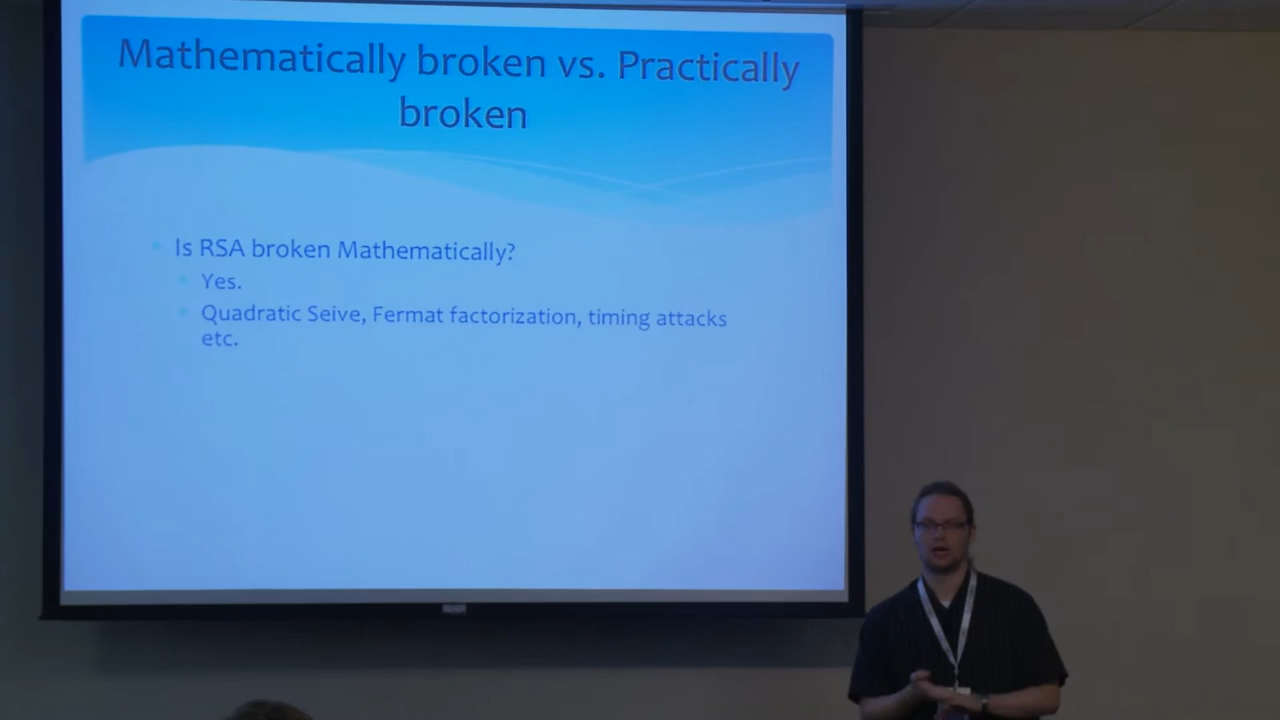 Mathematically broken vs. Practically
broken
Is RSA broken Mathematically?
Yes.
Quadratic Seive, Fermat factorization, timing attacks
etc.